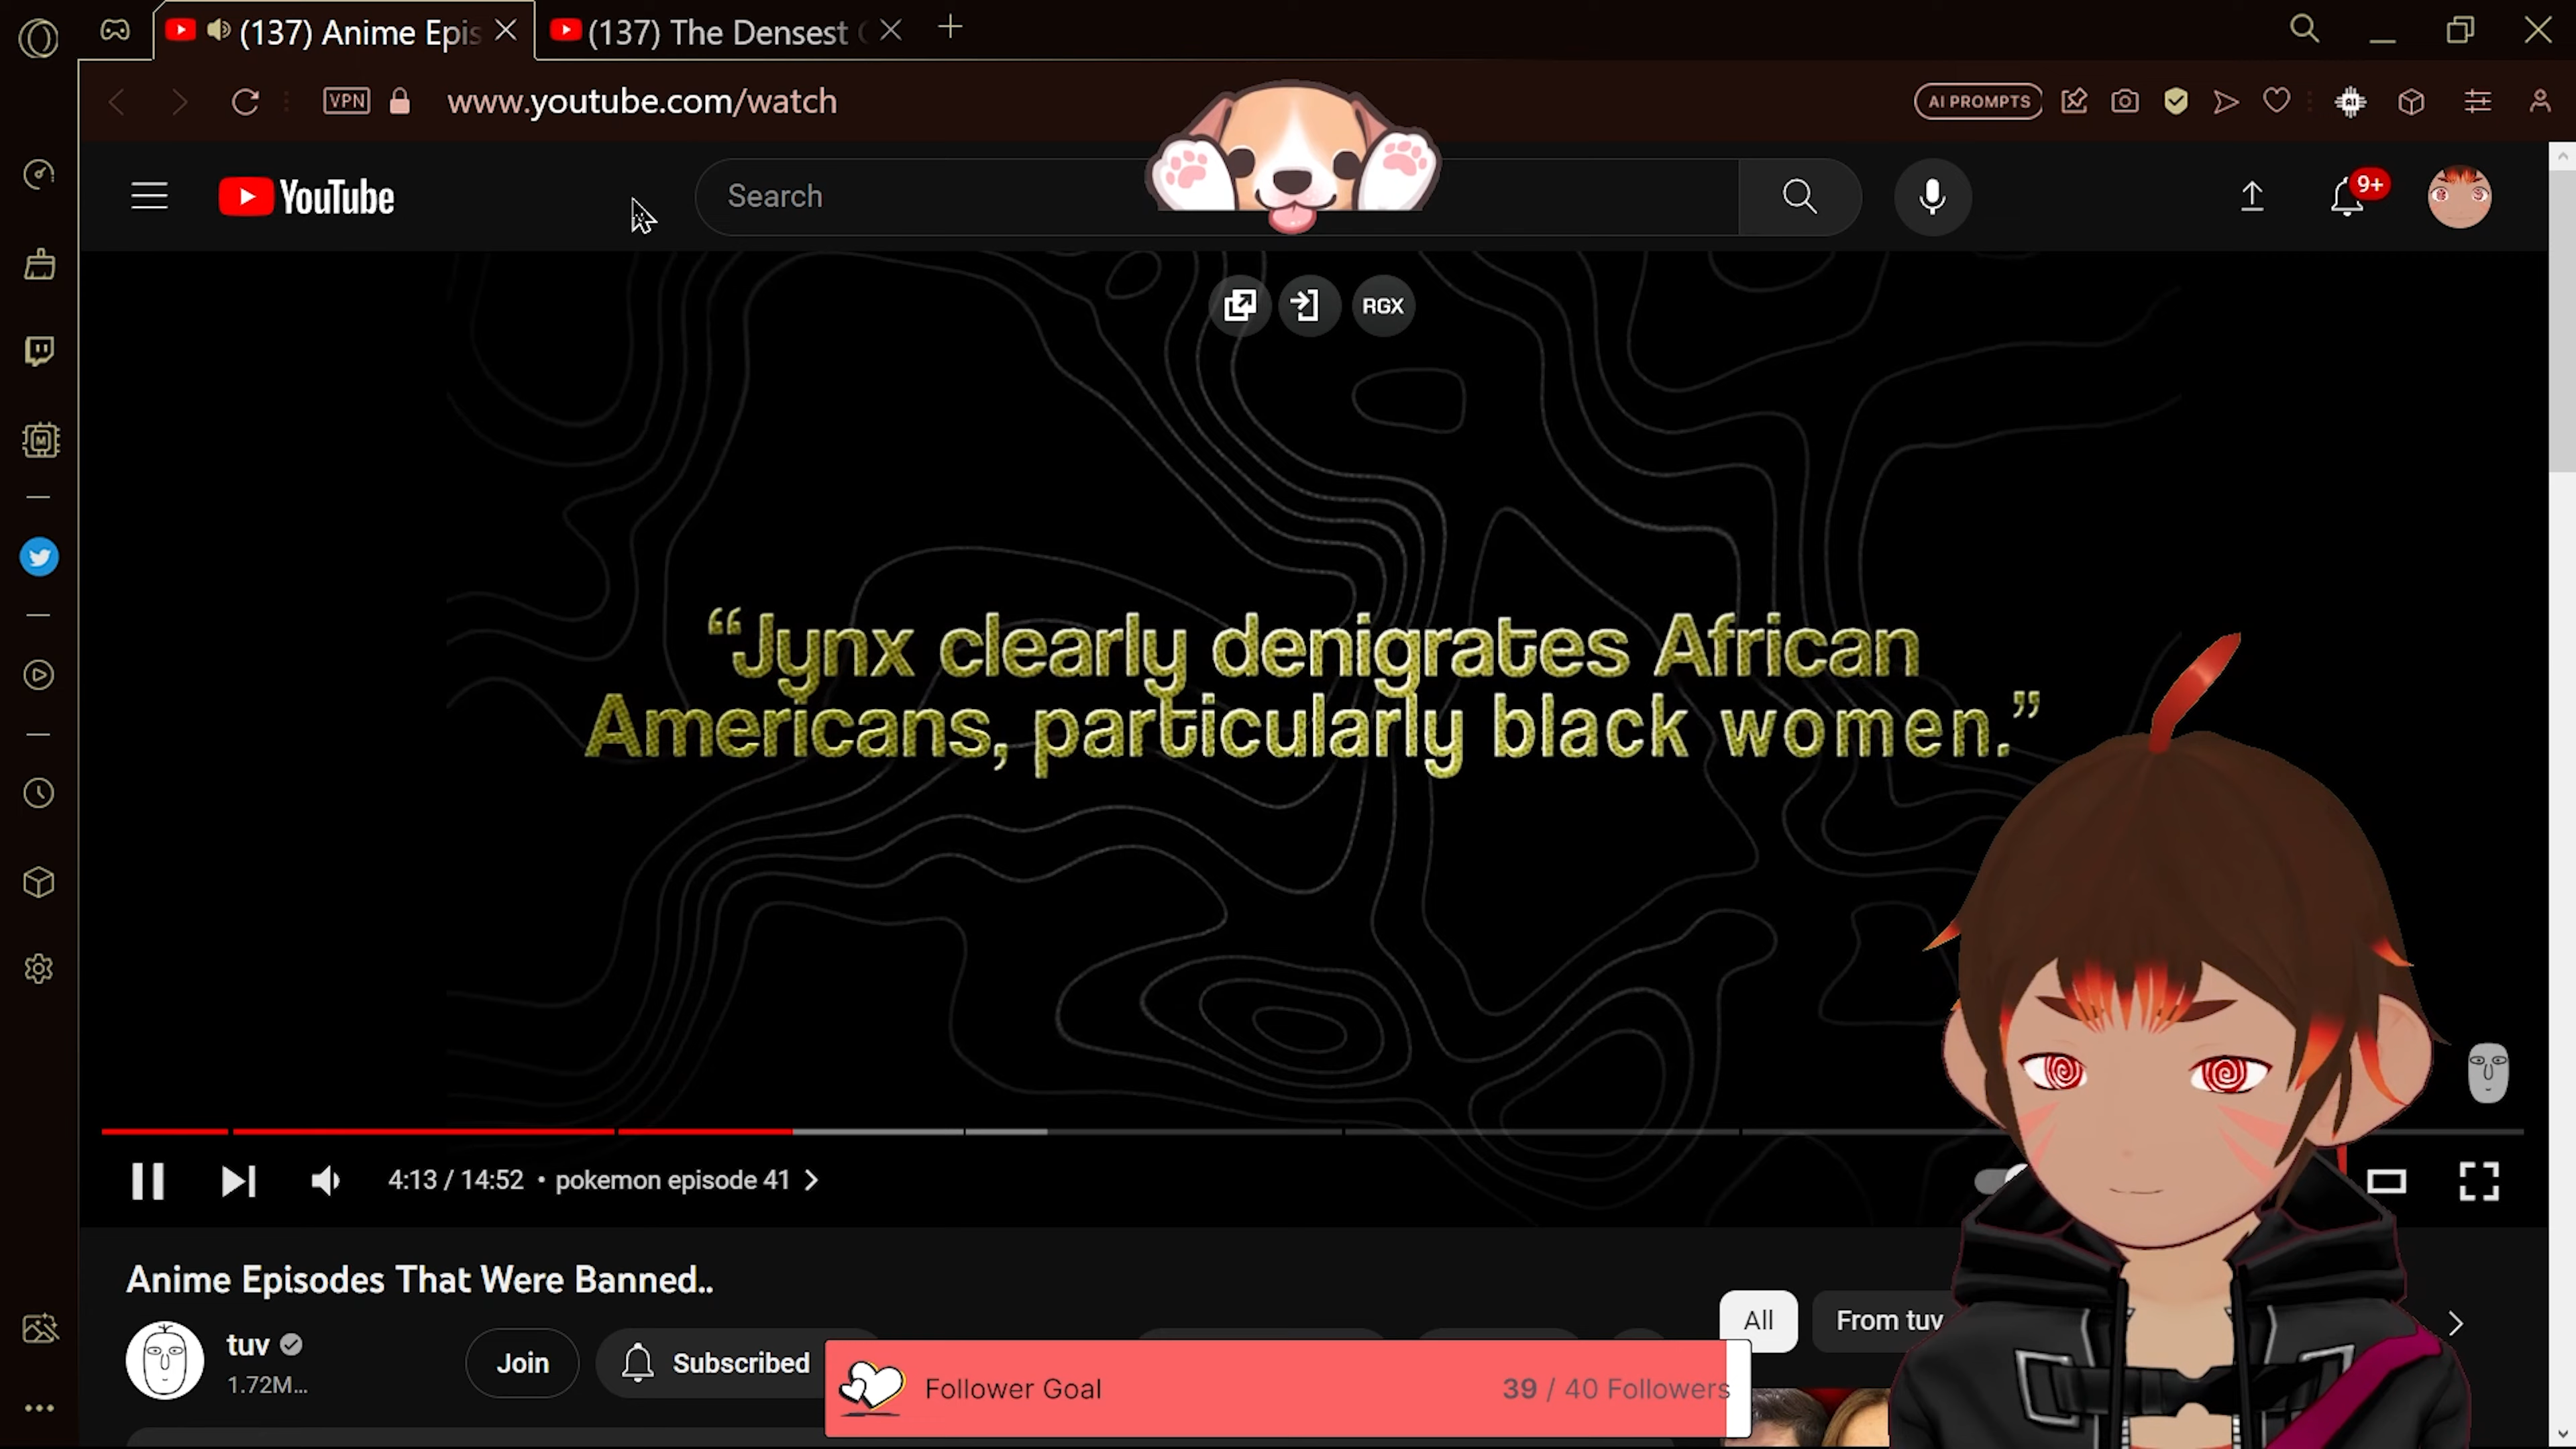 (137) Anime Epis
(137) The Densest
VPN
www.youtube.com/watch
AI PROMPTS
AI
M
YouTube
Search
9+
RGX
“Jynx clearly denigrates African
Americans, particularly black women.”
4:13 / 14:52 • pokemon episode 41
Anime Episodes That Were Banned..
tuv
1.72M...
Join
Subscribed
All
From tuv
Follower Goal
39 / 40 Followers